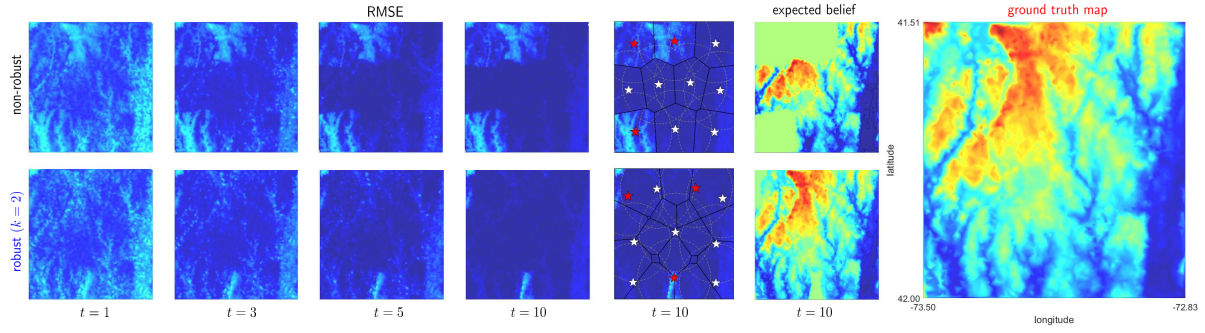 RMSE
expected belief
ground truth map
non-robust
robust (k = 2)
t = 1
t = 3
t = 5
t = 10
t = 10
t = 10
41.51
latitude
42.00
-73.50
-72.83
longitude